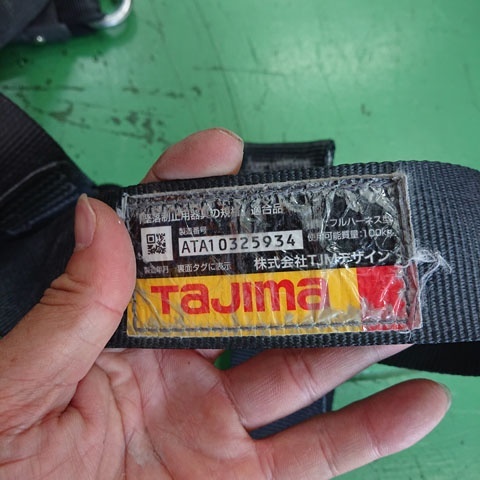 墜落制止用器具の規格 適合品
製造番号
フルハーネス型
ATA10325934
使用可能質量:100kg
製造年月 裏面タグに表示
株式会社TJMデザイン
TAJIMA